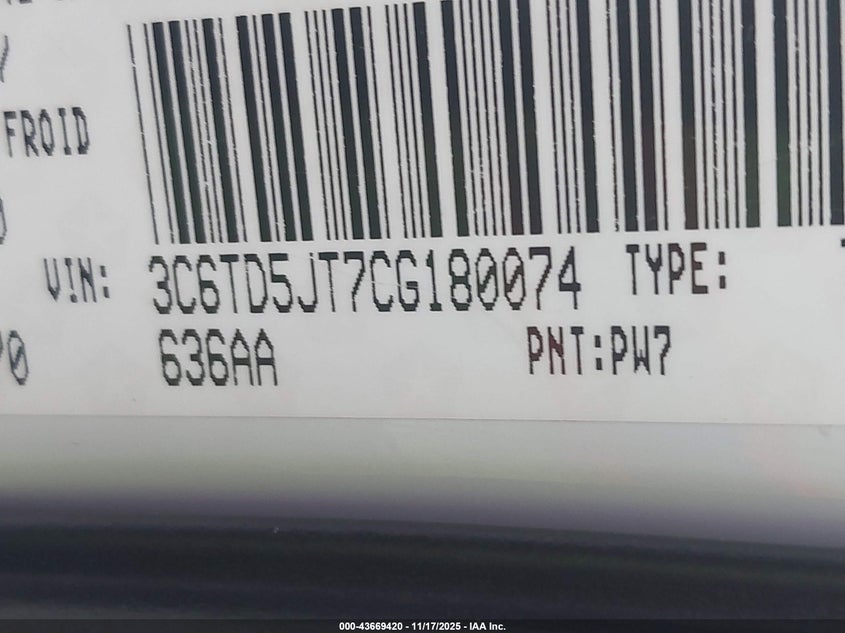 FROID
VIN: 3C6TD5JT7CG180074 TYPE:
636AA PNT:PW7
000-43669420 - 11/17/2025 - IAA Inc.